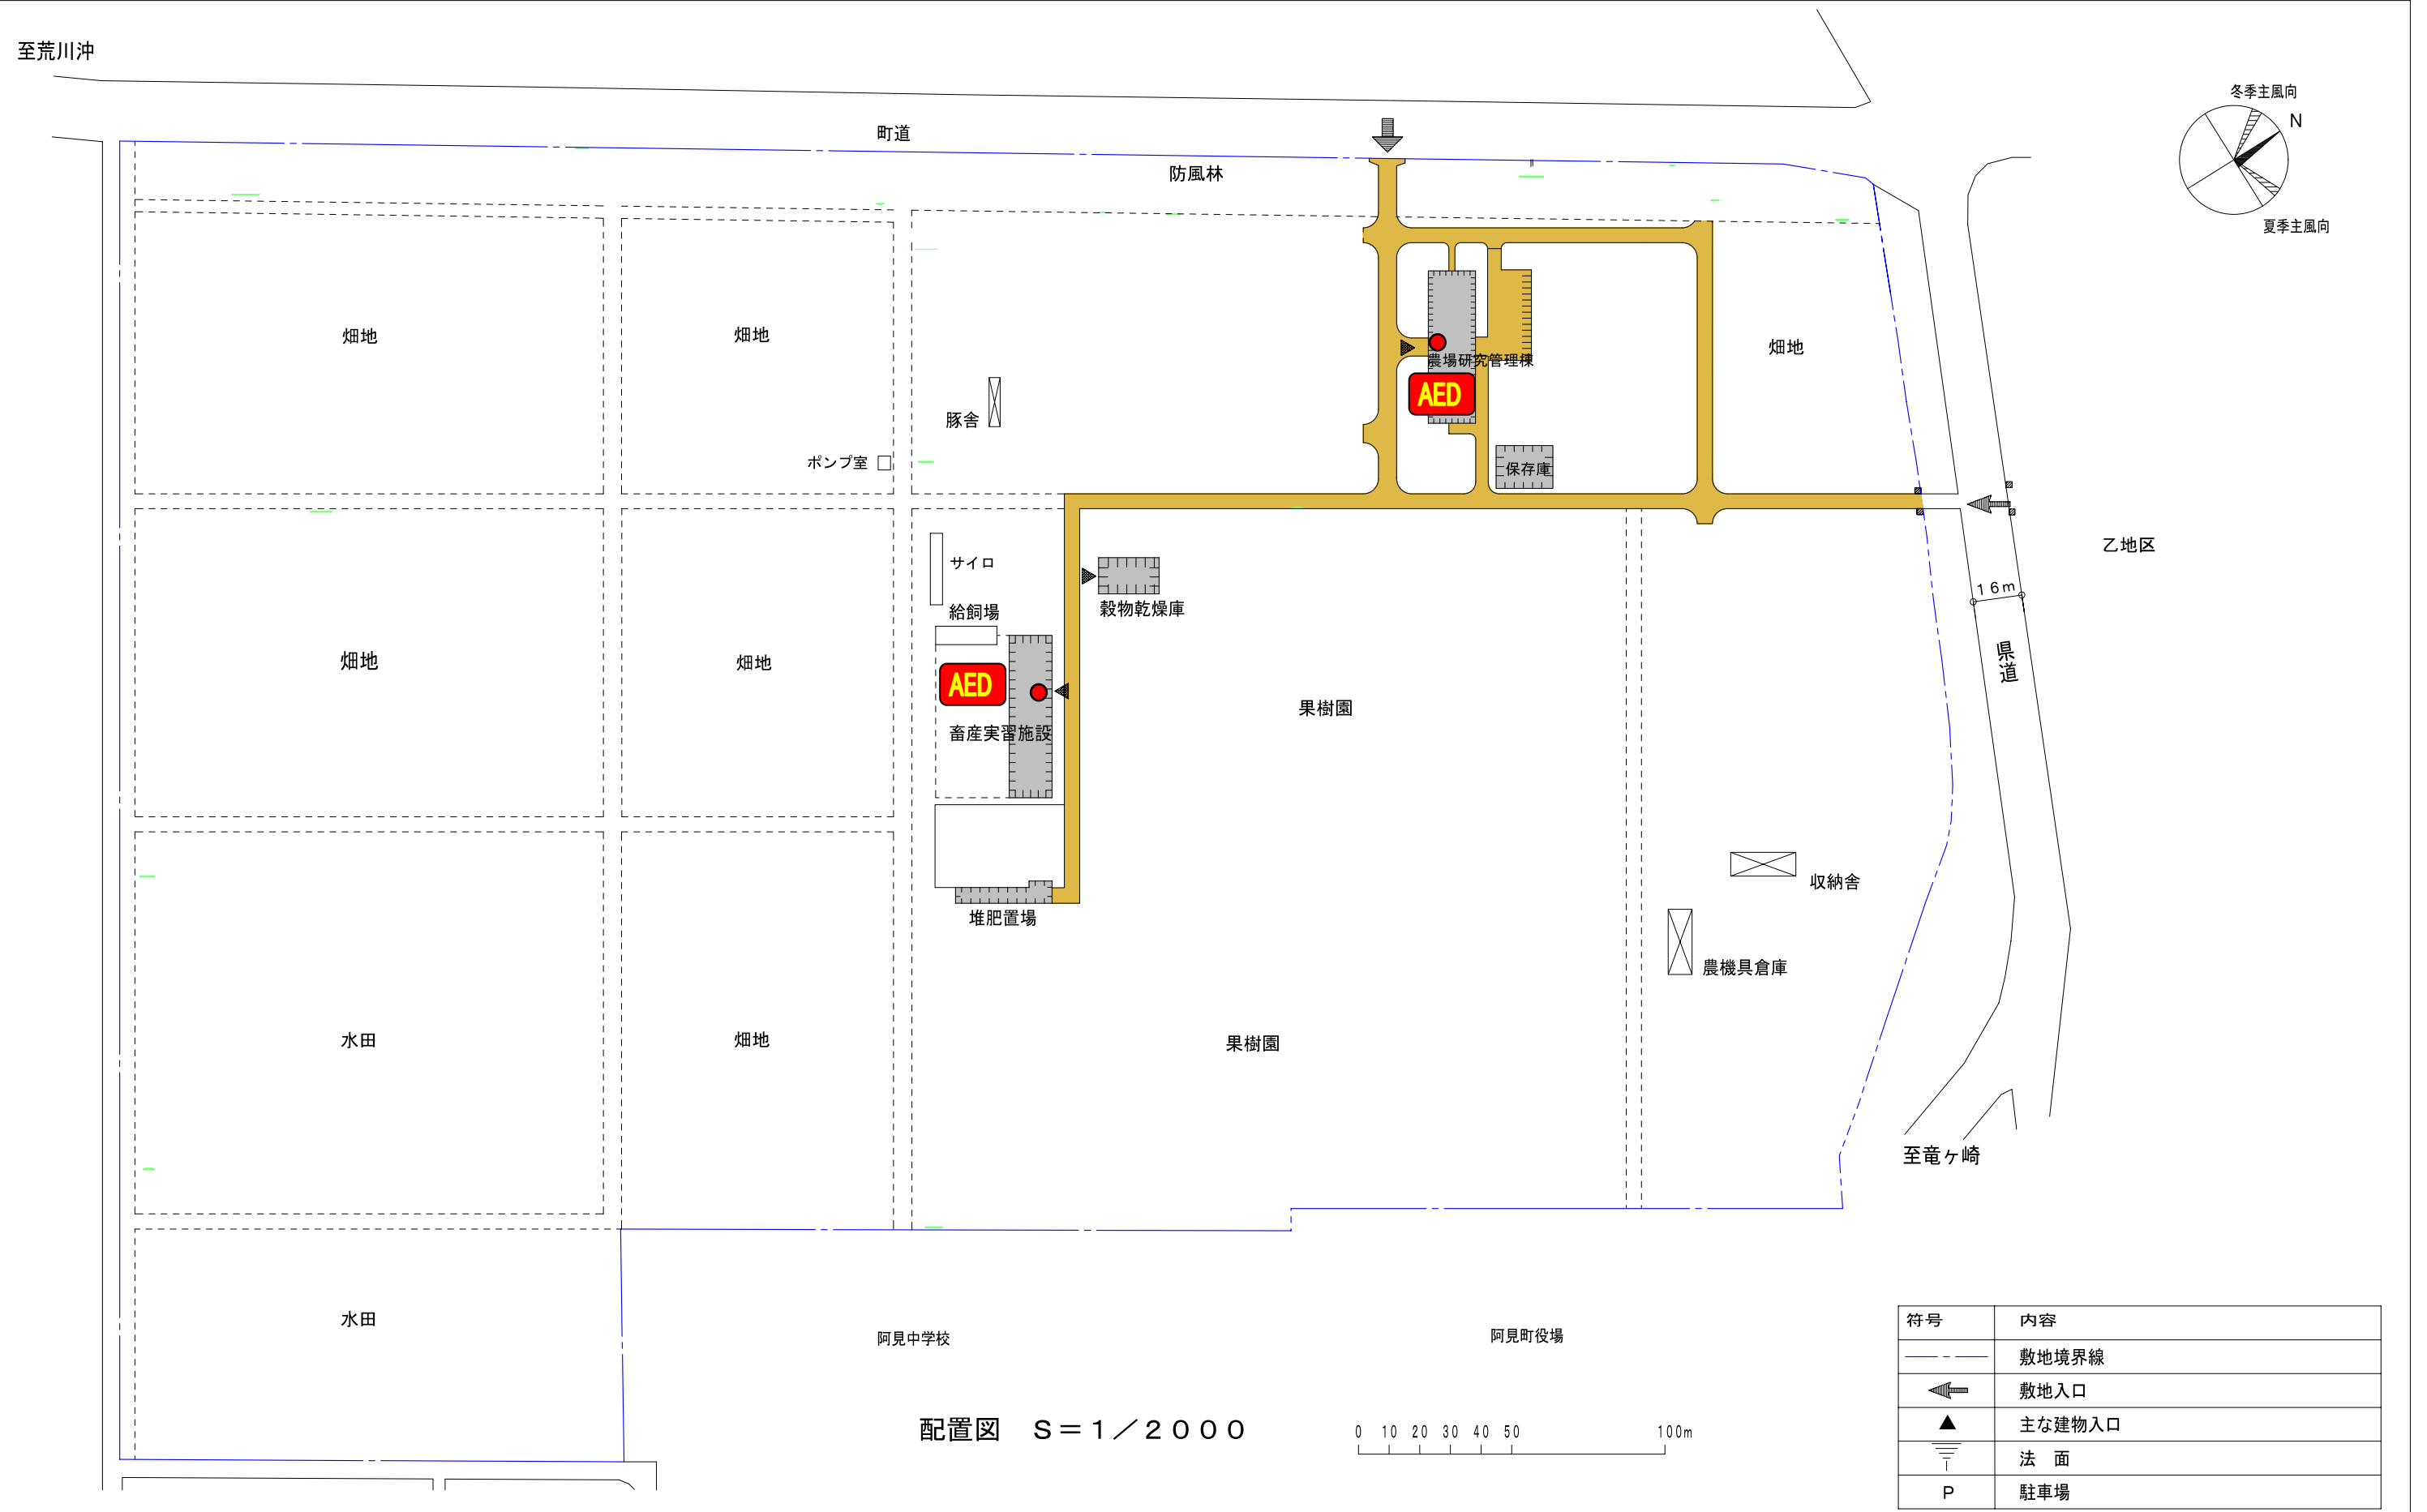 至荒川沖
冬季主風向
N
町道
防風林
夏季主風向
畑地
畑地
畑地
農場研究管理棟
AED
豚舎
ポンプ室
保存庫
乙地区
サイロ
16m
給飼場
穀物乾燥庫
畑地
畑地
県道
AED
果樹園
畜産実習施設
収納舎
堆肥置場
農機具倉庫
水田
畑地
果樹園
至竜ヶ崎
水田
阿見中学校
阿見町役場
配置図 S=1/2000
0 10 20 30 40 50 100m
符号 内容
敷地境界線
敷地入口
主な建物入口
法 面
P 駐車場